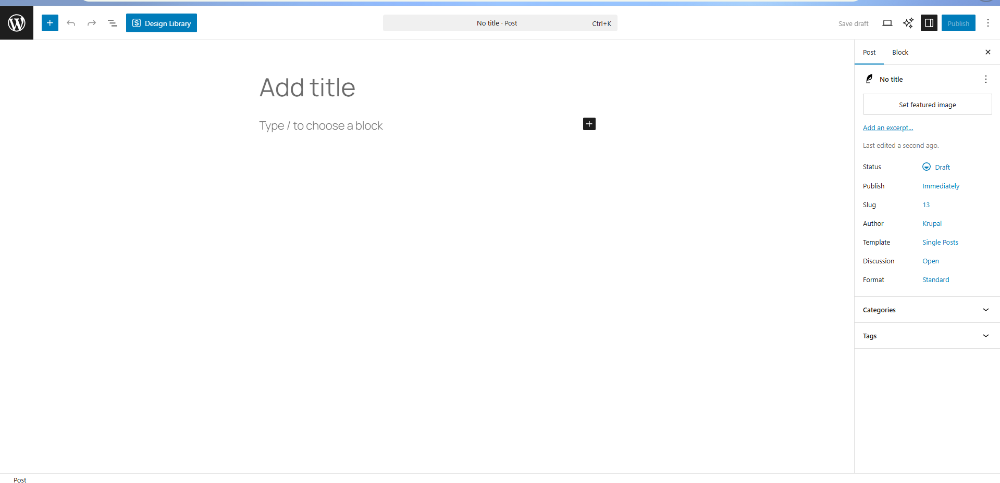 Design Library
No title · Post
Ctrl+K
Save draft
Publish
Post
Block
Add title
Type / to choose a block
No title
Set featured image
Add an excerpt...
Last edited a second ago.
Status Draft
Publish Immediately
Slug 13
Author Krupal
Template Single Posts
Discussion Open
Format Standard
Categories
Tags
Post